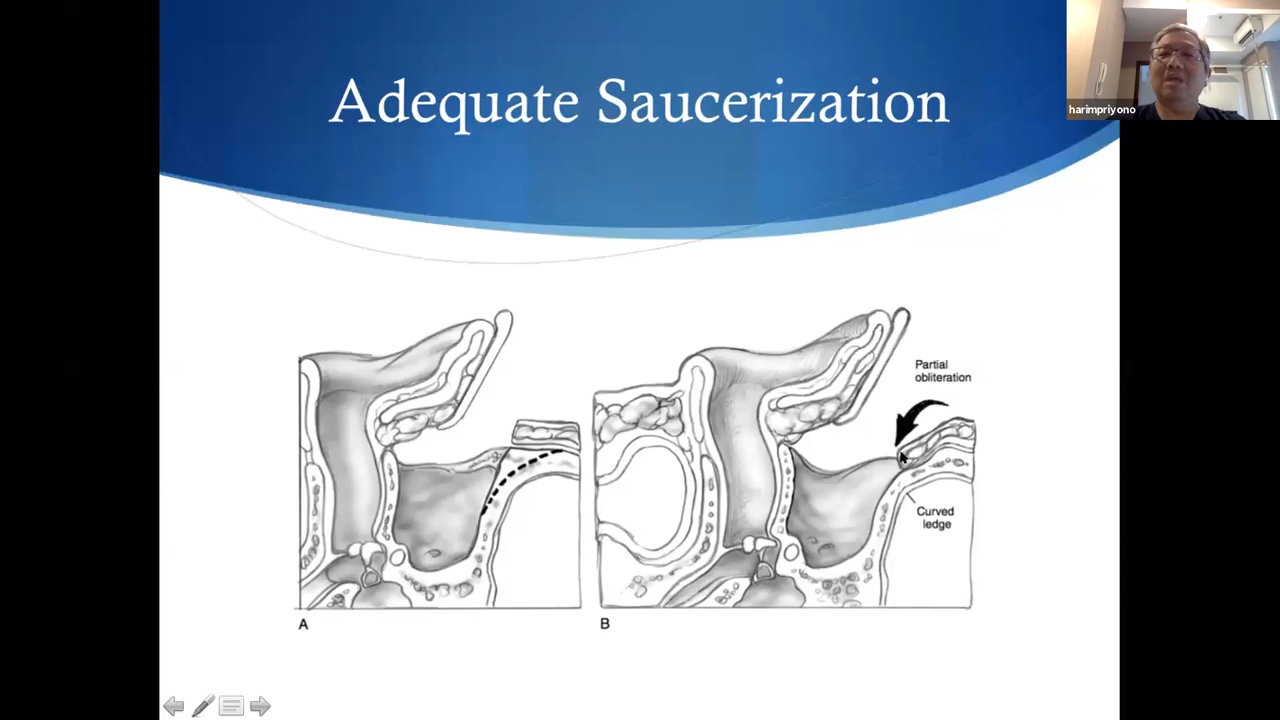 Adequate Saucerization
harimpriyono
Partial
obliteration
Curved
ledge
A
B